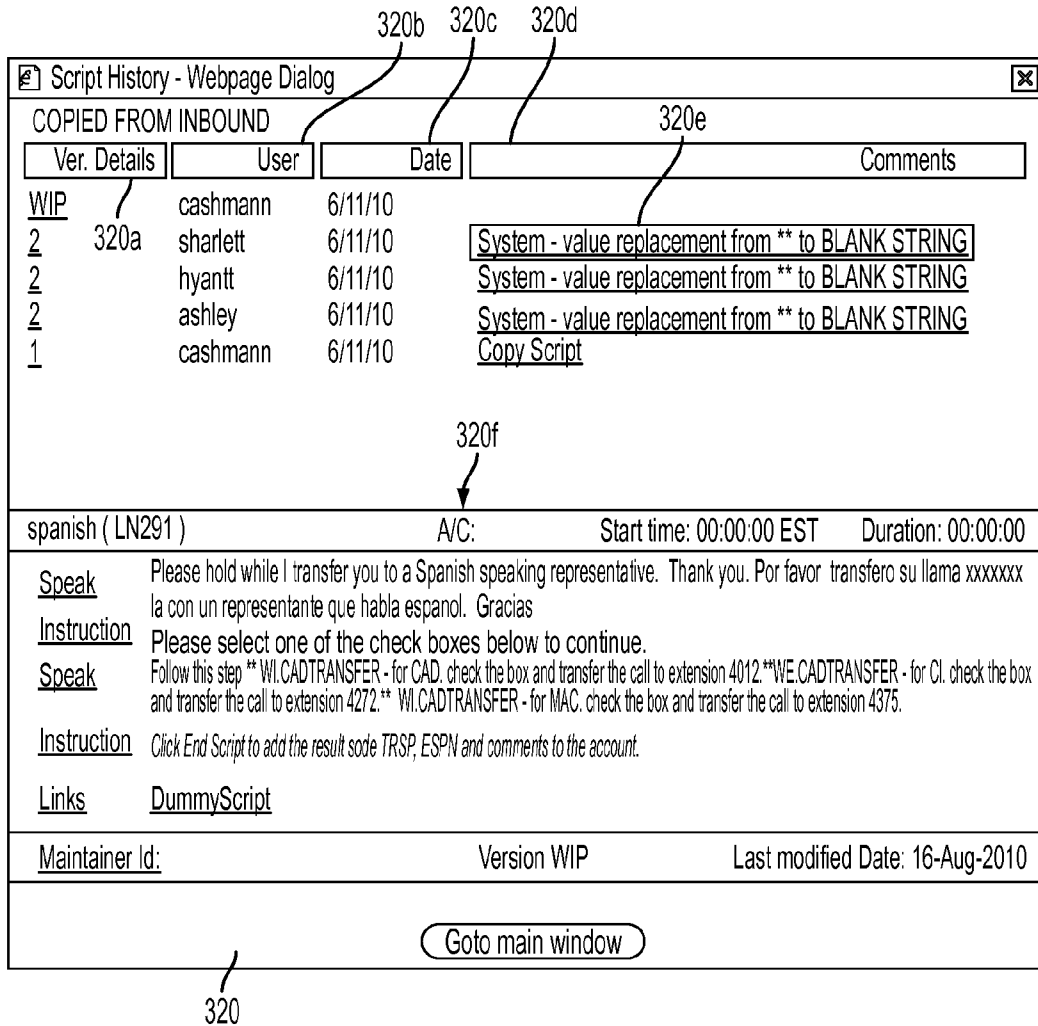 320b 320c 320d
Script History - Webpage Dialog
COPIED FROM INBOUND
320e
Ver. Details User Date Comments
WIP cashmann 6/11/10
320a
2 sharlett 6/11/10 System - value replacement from ** to BLANK STRING
2 hyantt 6/11/10 System - value replacement from ** to BLANK STRING
2 ashley 6/11/10 System - value replacement from ** to BLANK STRING
1 cashmann 6/11/10 Copy Script
320f
spanish ( LN291 ) A/C: Start time: 00:00:00 EST Duration: 00:00:00
Speak Please hold while I transfer you to a Spanish speaking representative. Thank you. Por favor transfero su llama xxxxxxx
la con un representante que habla espanol. Gracias
Instruction Please select one of the check boxes below to continue.
Speak Follow this step ** WI.CADTRANSFER - for CAD. check the box and transfer the call to extension 4012.**WE.CADTRANSFER - for CI. check the box
and transfer the call to extension 4272.** WI.CADTRANSFER - for MAC. check the box and transfer the call to extension 4375.
Instruction Click End Script to add the result sode TRSP, ESPN and comments to the account.
Links DummyScript
Maintainer Id: Version WIP Last modified Date: 16-Aug-2010
Goto main window
320